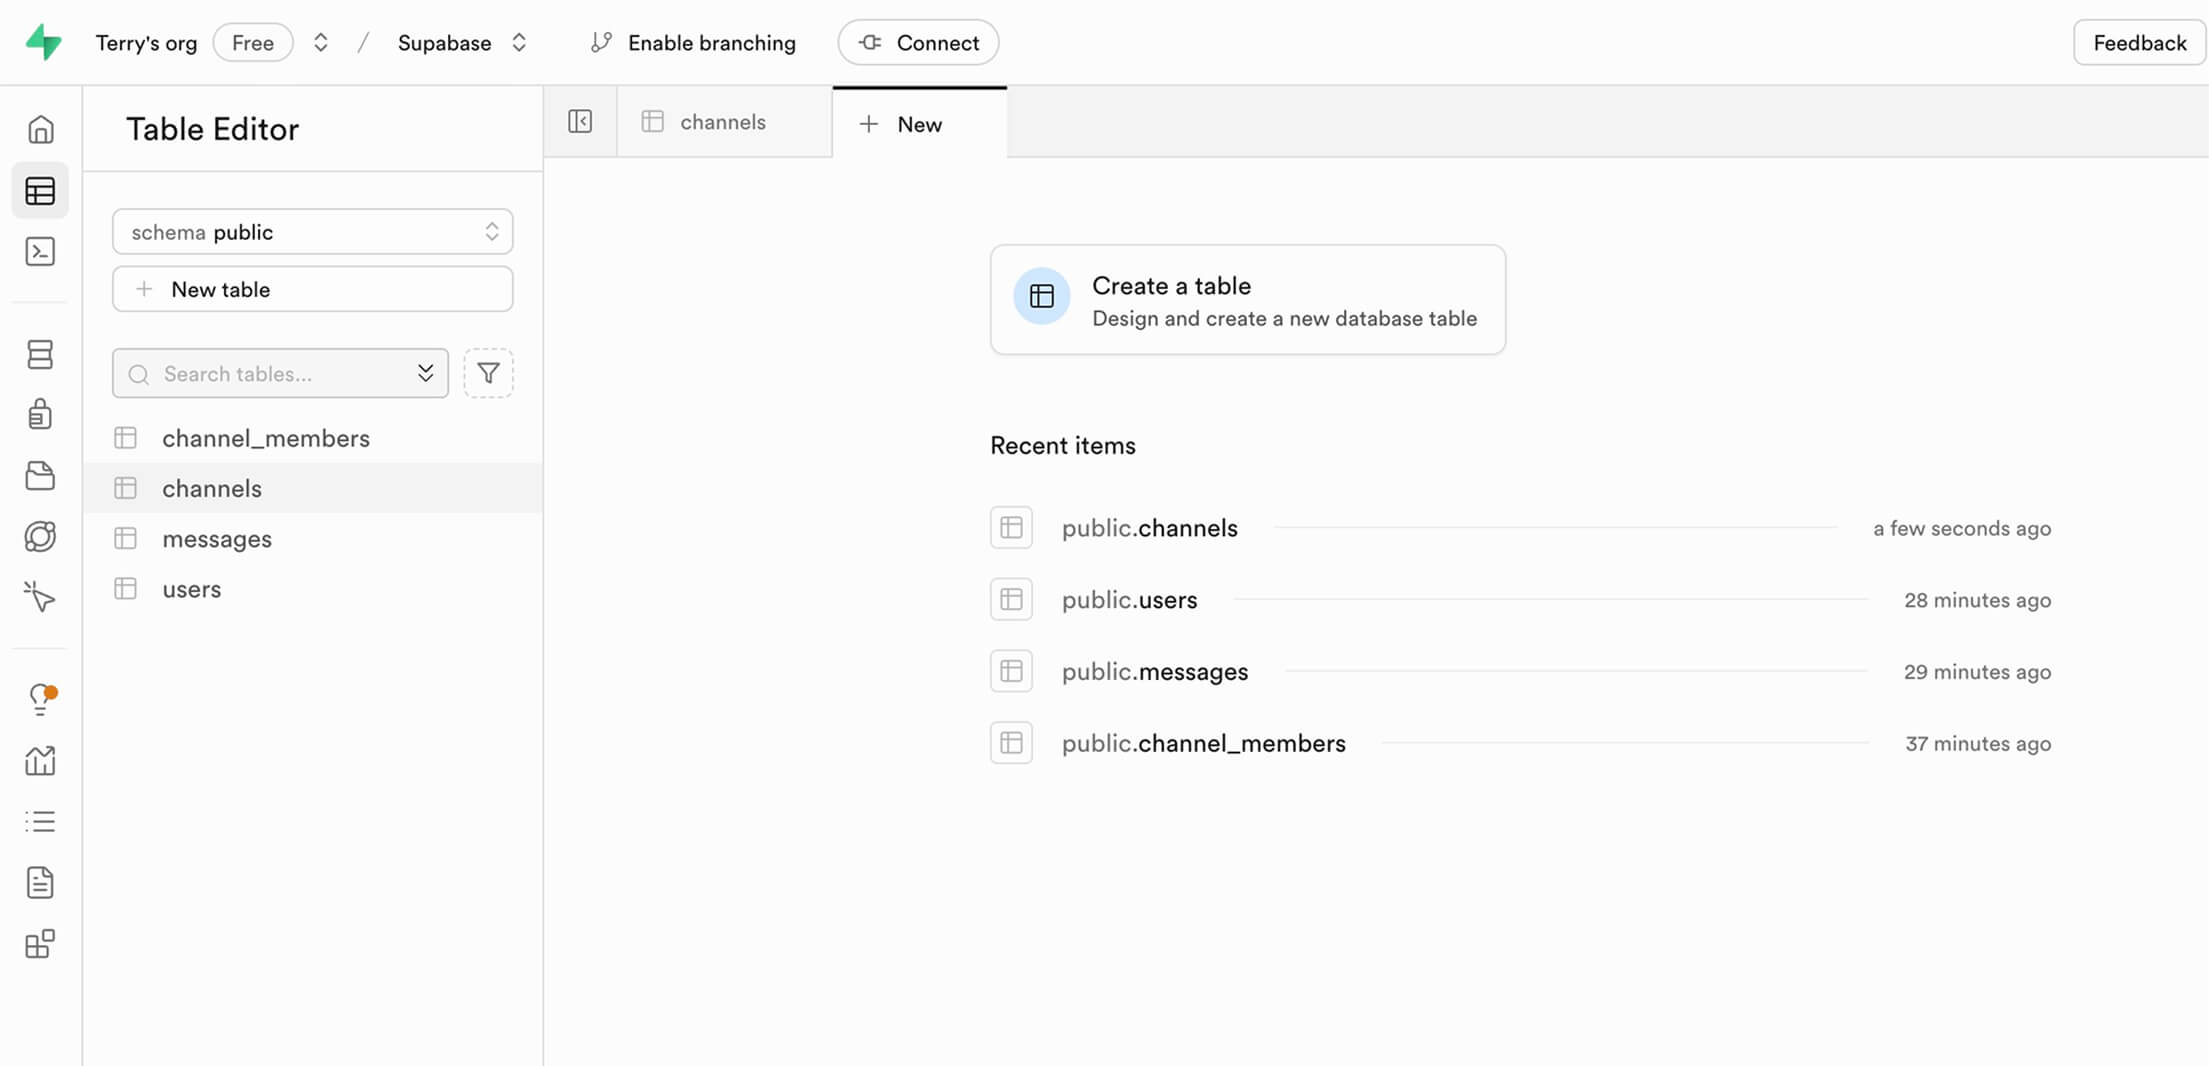 Terry's org Free / Supabase Enable branching Connect Feedback
Table Editor
channels
New
schema public
New table
Search tables...
channel_members
channels
messages
users
Create a table
Design and create a new database table
Recent items
public.channels a few seconds ago
public.users 28 minutes ago
public.messages 29 minutes ago
public.channel_members 37 minutes ago